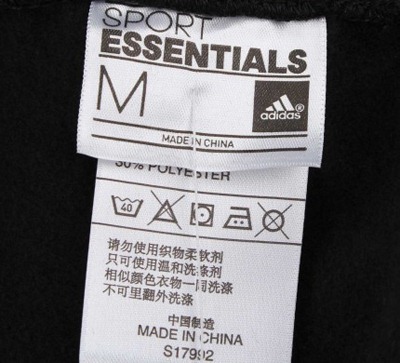 SPORT
ESSENTIALS
M
adidas®
MADE IN CHINA
30% POLYESTER
40
请勿使用织物柔软剂
只可使用温和洗涤剂
相似颜色衣物一同洗涤
不可里翻外洗涤
中国制造
MADE IN CHINA
S17992